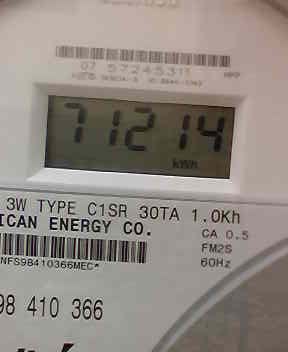 07 57245311 MPP
71214
kWh
3W TYPE C1SR 30TA 1.0Kh
ICAN ENERGY CO.
CA 0.5
FM2S
60Hz
NFS98410366MEC*
98 410 366